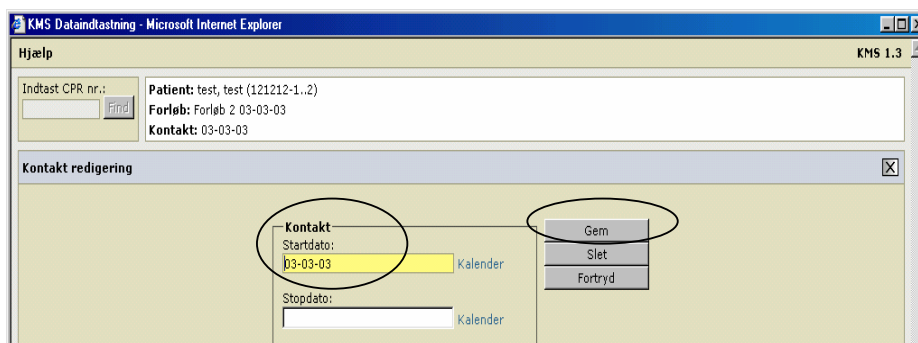 KMS Dataindtastning - Microsoft Internet Explorer
Hjælp KMS 1.3
Indtast CPR nr.:
Find
Patient: test, test (121212-1..2)
Forløb: Forløb 2 03-03-03
Kontakt: 03-03-03
Kontakt redigering X
Kontakt
Startdato:
03-03-03 Kalender
Stopdato:
Kalender
Gem
Slet
Fortryd